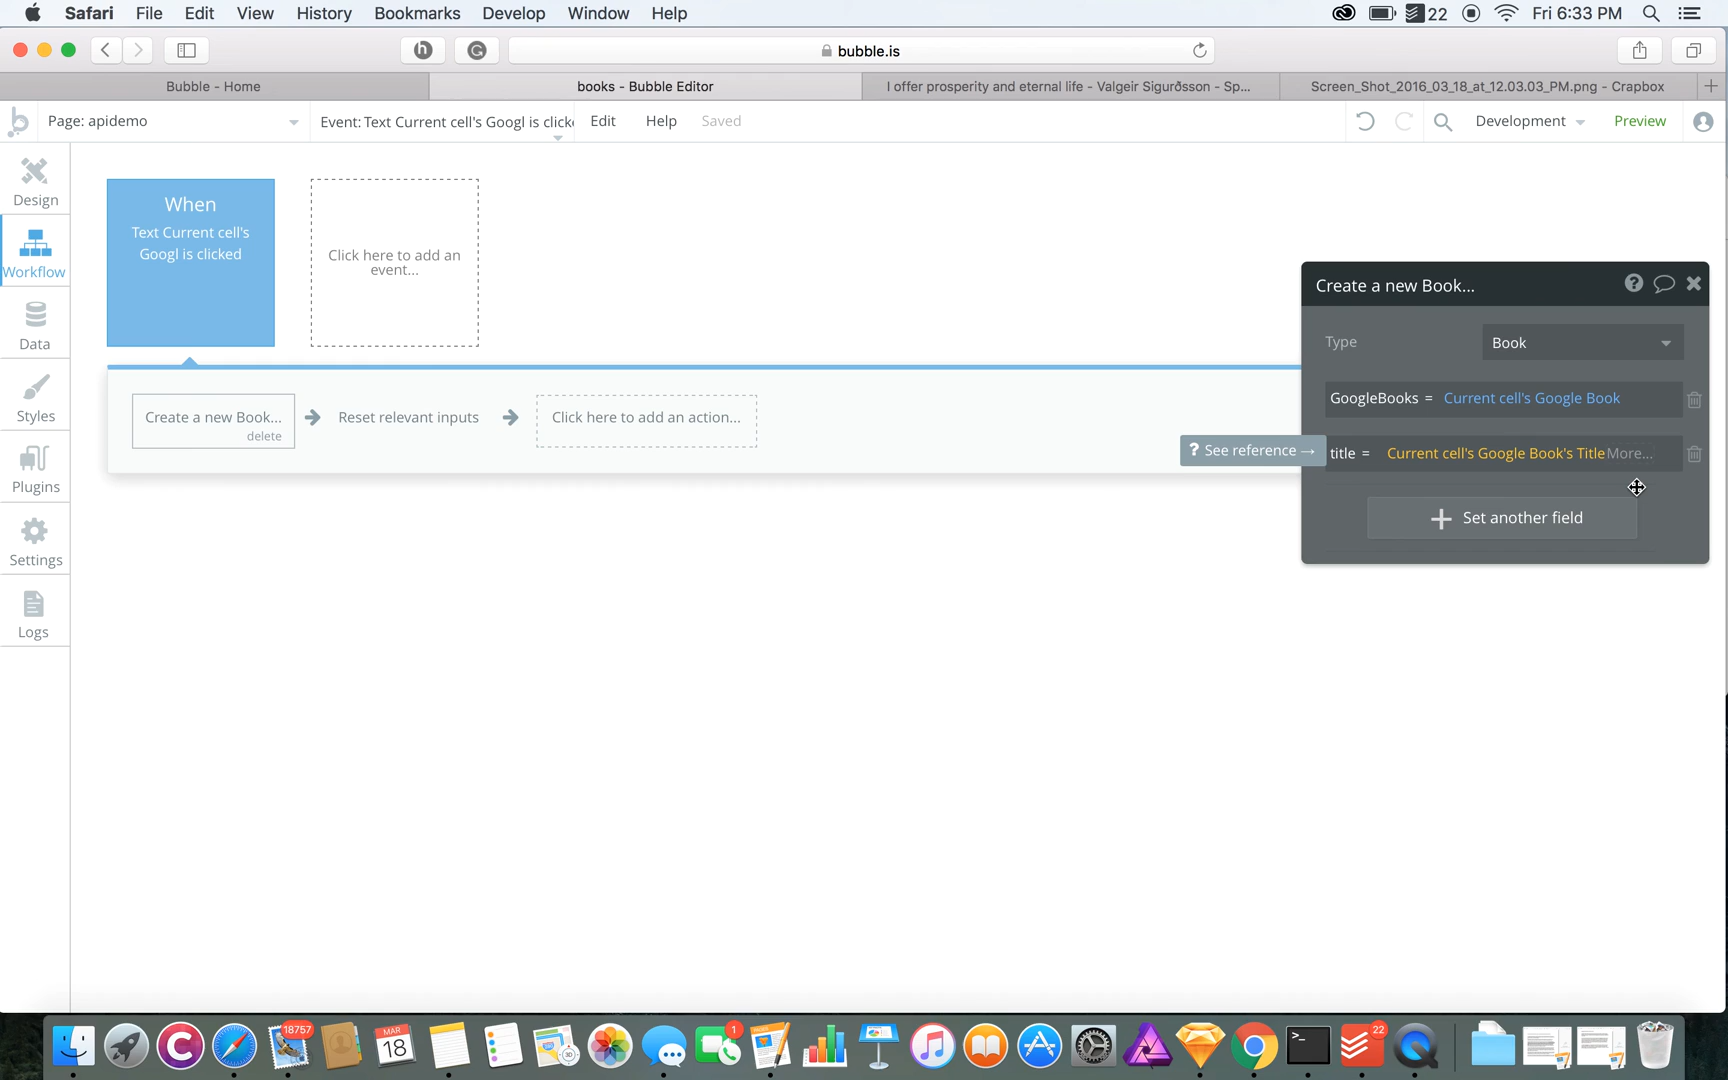 Safari File Edit View History Bookmarks Develop Window Help 22 Fri 6:33 PM
bubble.is
Bubble - Home
books - Bubble Editor
I offer prosperity and eternal life - Valgeir Sigurðsson - Sp...
Screen_Shot_2016_03_18_at_12.03.03_PM.png - Crapbox
Page: apidemo
Event: Text Current cell's Googl is clicke
Edit Help Saved
Development Preview
Design
Workflow
Data
Styles
Plugins
Settings
Logs
When
Text Current cell's
Googl is clicked
Click here to add an
event...
Create a new Book...
delete
Reset relevant inputs
Click here to add an action...
Create a new Book...
Type Book
GoogleBooks = Current cell's Google Book
? See reference →
title = Current cell's Google Book's Title More...
+ Set another field
18757
MAR
18
3D
1
22